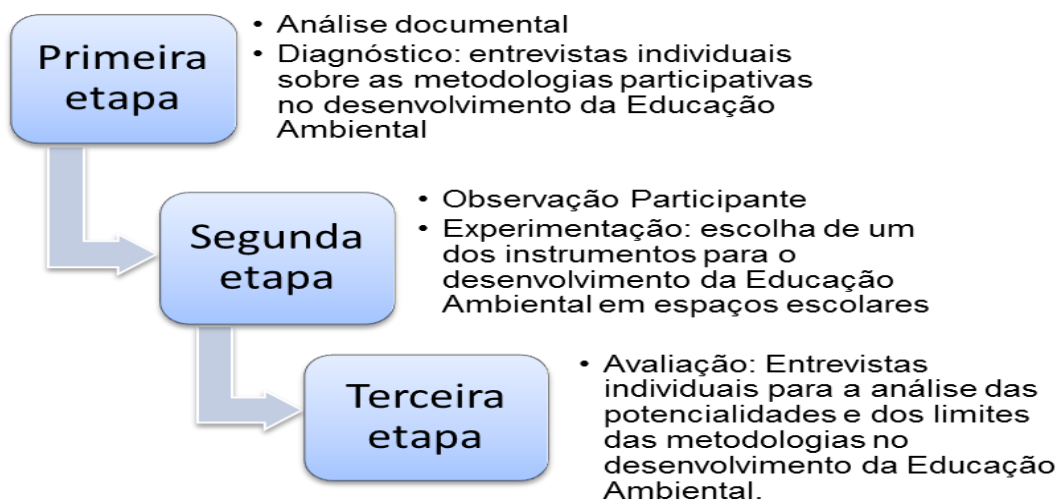 Primeira
etapa
• Análise documental
• Diagnóstico: entrevistas individuais
sobre as metodologias participativas
no desenvolvimento da Educação
Ambiental
Segunda
etapa
• Observação Participante
• Experimentação: escolha de um
dos instrumentos para o
desenvolvimento da Educação
Ambiental em espaços escolares
Terceira
etapa
• Avaliação: Entrevistas
individuais para a análise das
potencialidades e dos limites
das metodologias no
desenvolvimento da Educação
Ambiental.